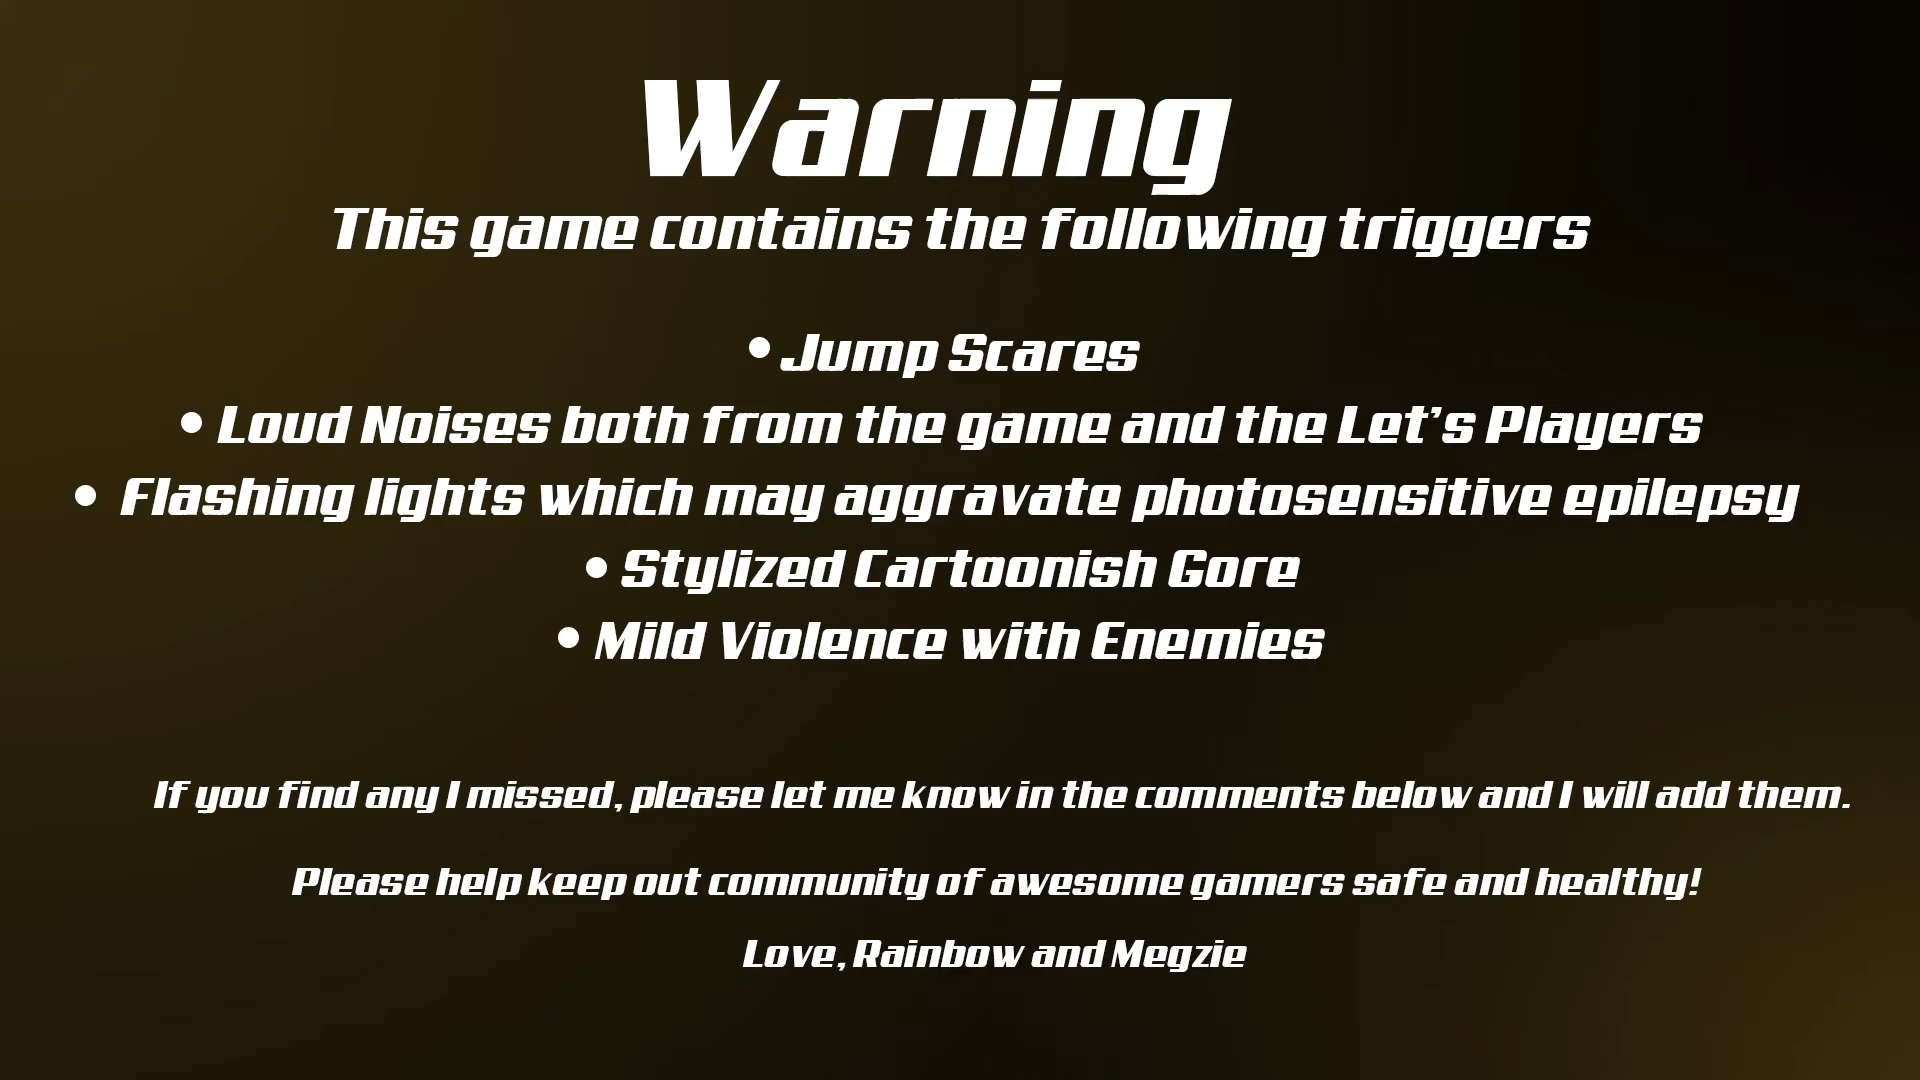 Warning
This game contains the following triggers
• Jump Scares
• Loud Noises both from the game and the Let's Players
• Flashing lights which may aggravate photosensitive epilepsy
• Stylized Cartoonish Gore
• Mild Violence with Enemies
If you find any I missed, please let me know in the comments below and I will add them.
Please help keep out community of awesome gamers safe and healthy!
Love, Rainbow and Megzie